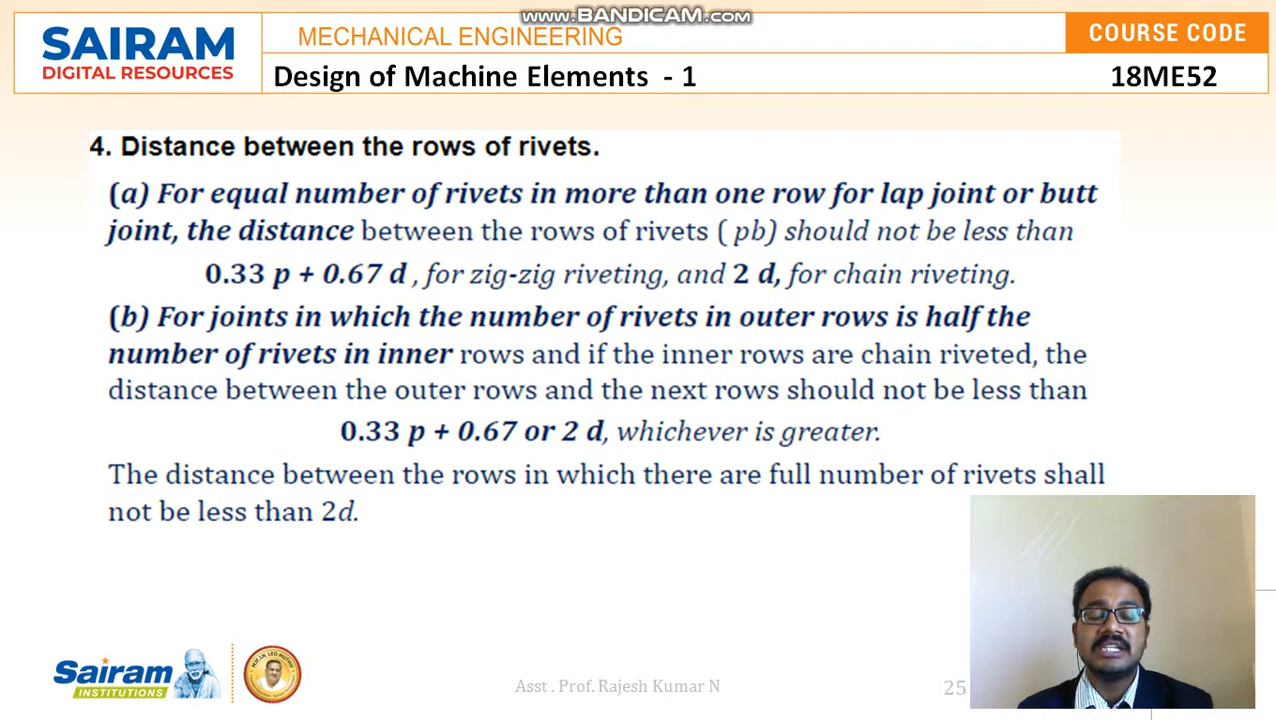 www.BANDICAM.com
SAIRAM
DIGITAL RESOURCES
MECHANICAL ENGINEERING
COURSE CODE
Design of Machine Elements - 1
18ME52
4. Distance between the rows of rivets.
(a) For equal number of rivets in more than one row for lap joint or butt
joint, the distance between the rows of rivets ( pb) should not be less than
0.33 p + 0.67 d , for zig-zig riveting, and 2 d, for chain riveting.
(b) For joints in which the number of rivets in outer rows is half the
number of rivets in inner rows and if the inner rows are chain riveted, the
distance between the outer rows and the next rows should not be less than
0.33 p + 0.67 or 2 d, whichever is greater.
The distance between the rows in which there are full number of rivets shall
not be less than 2d.
Sairam
INSTITUTIONS
Asst . Prof. Rajesh Kumar N
25